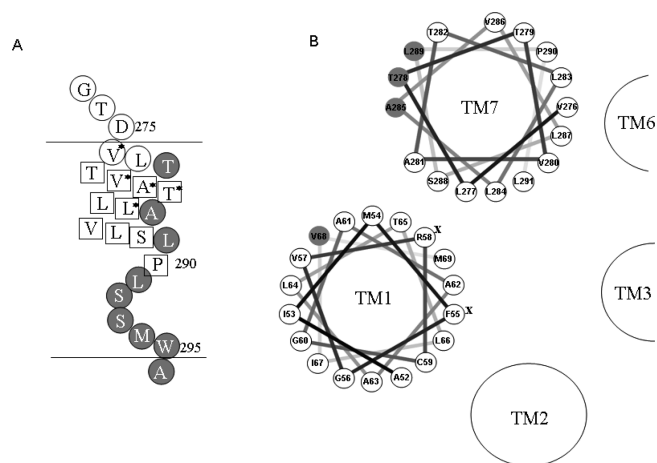 A
G
T
D 275
V* L T
T V* A* T*
L L* A
V L S L
P 290
L
S
S
M W 295
A
B
V286
T282 T279
L289 P290
T278 L283
A285 TM7 V276
L287
A281 V280
S288 L277 L284 L291
TM6
M54
A61 T65
V68 R58 x
V57 M69
L64 A62
TM1
I53 F55 x
G60 L66
I67 C59
G56 A63 A52
TM3
TM2